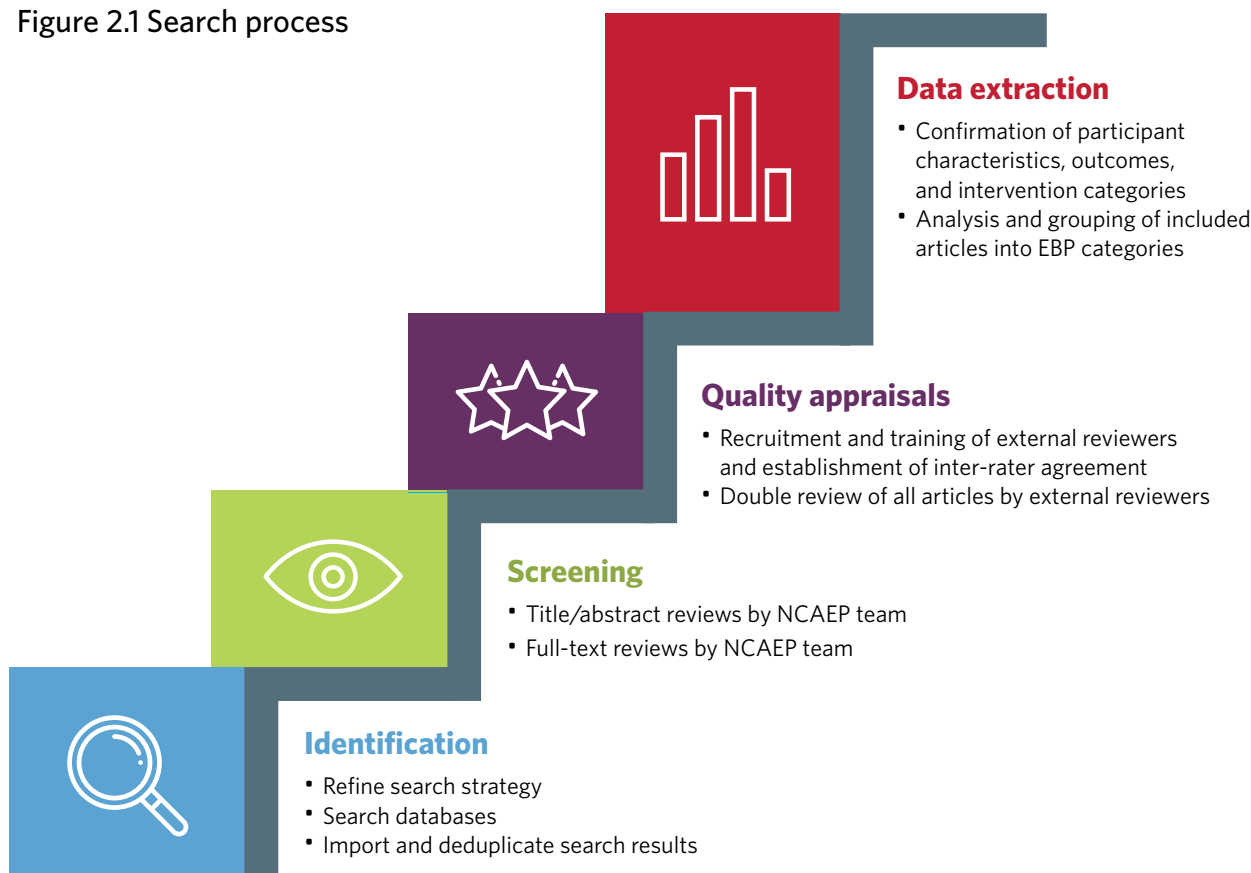 Figure 2.1 Search process
Data extraction
▪ Confirmation of participant
characteristics, outcomes,
and intervention categories
▪ Analysis and grouping of included
articles into EBP categories
Quality appraisals
▪ Recruitment and training of external reviewers
and establishment of inter-rater agreement
▪ Double review of all articles by external reviewers
Screening
▪ Title/abstract reviews by NCAEP team
▪ Full-text reviews by NCAEP team
Identification
▪ Refine search strategy
▪ Search databases
▪ Import and deduplicate search results